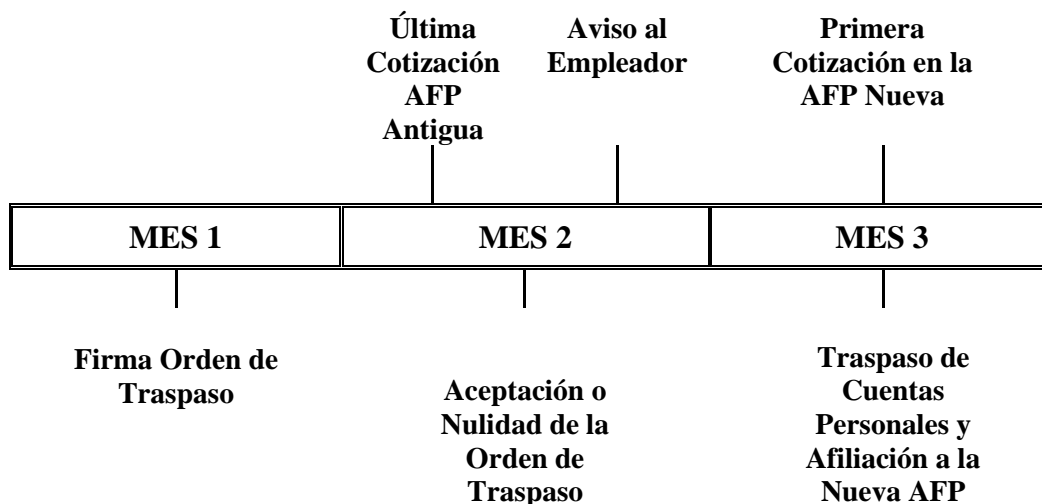 Última
Cotización
AFP
Antigua
Aviso al
Empleador
Primera
Cotización en la
AFP Nueva
MES 1
MES 2
MES 3
Firma Orden de
Traspaso
Aceptación o
Nulidad de la
Orden de
Traspaso
Traspaso de
Cuentas
Personales y
Afiliación a la
Nueva AFP